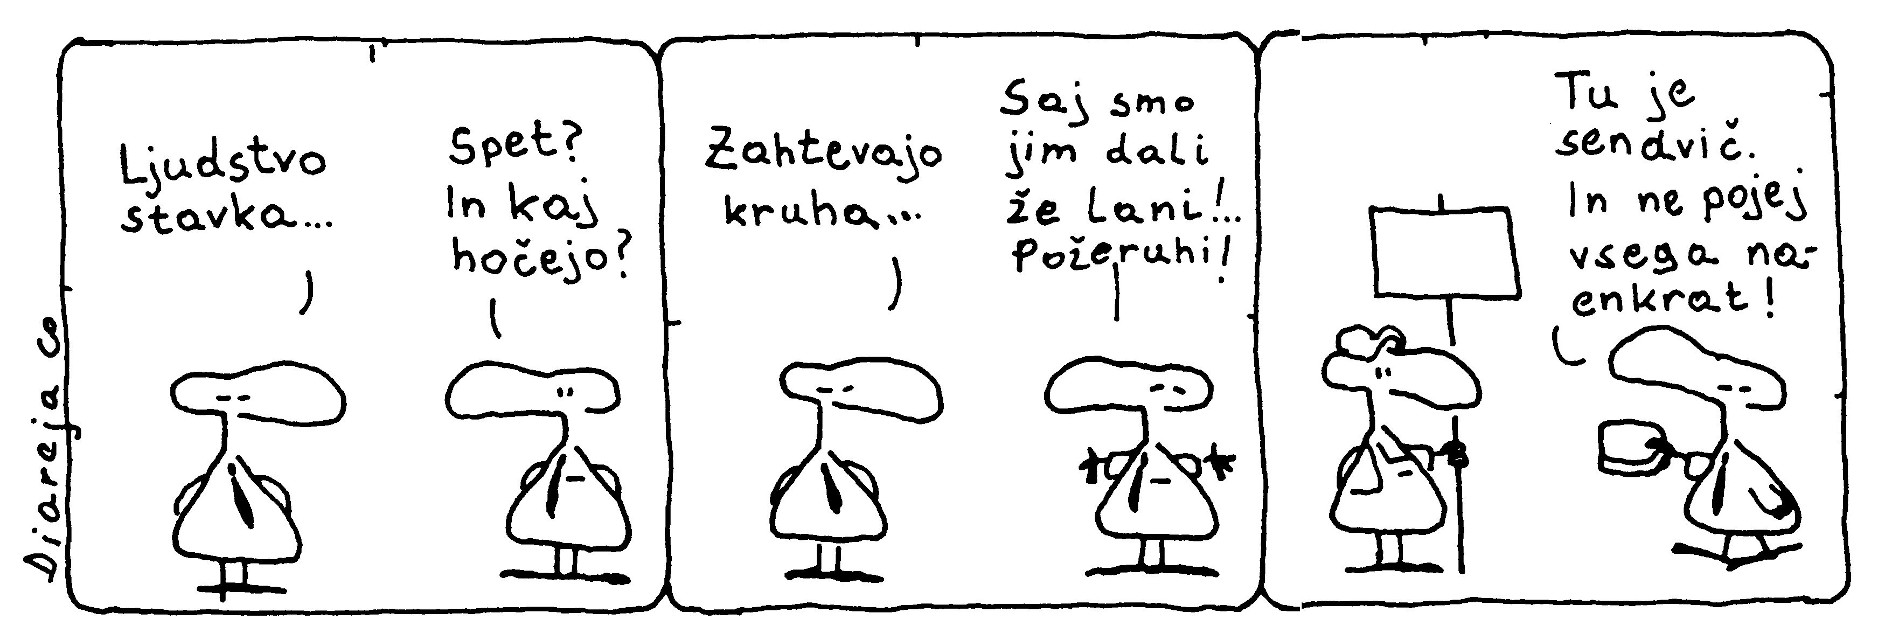 Diareja co
Ljudstvo
stavka...
Spet?
In kaj
hočejo?
Zahtevajo
kruha...
Saj smo
jim dali
že lani!..
Požeruhi!
Tu je
sendvič.
In ne pojej
vsega na-
enkrat!